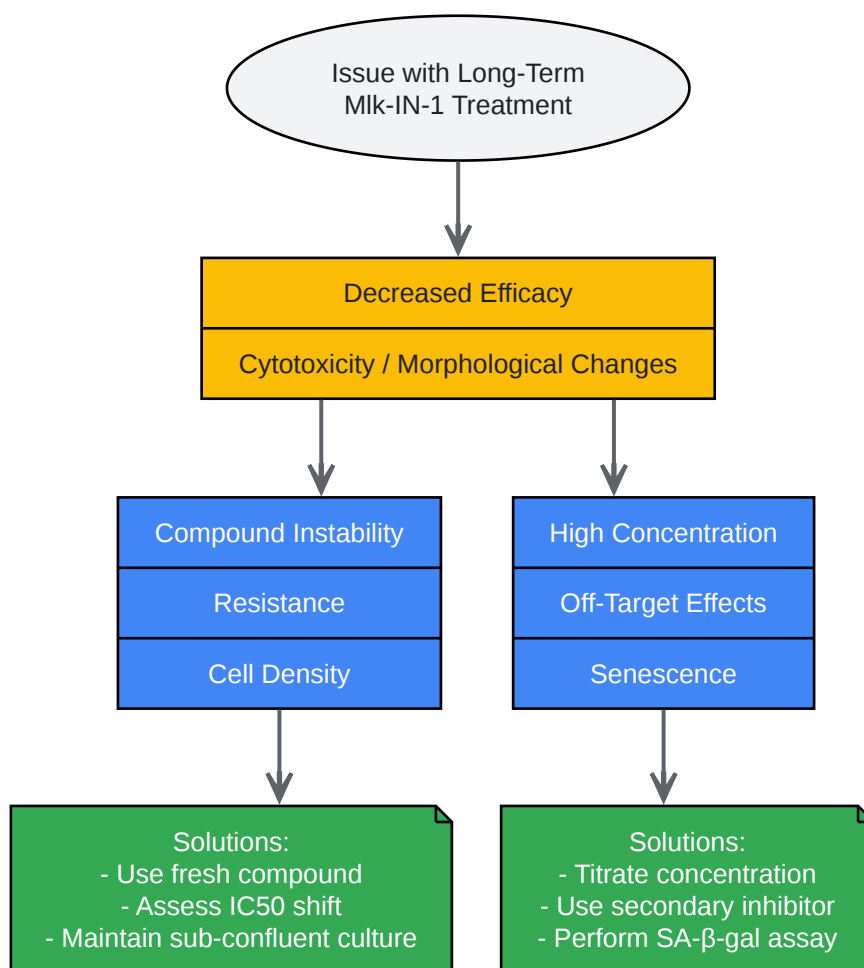 Issue with Long-Term
Mlk-IN-1 Treatment
Decreased Efficacy
Cytotoxicity / Morphological Changes
Compound Instability
Resistance
Cell Density
High Concentration
Off-Target Effects
Senescence
Solutions:
- Use fresh compound
- Assess IC50 shift
- Maintain sub-confluent culture
Solutions:
- Titrate concentration
- Use secondary inhibitor
- Perform SA-β-gal assay